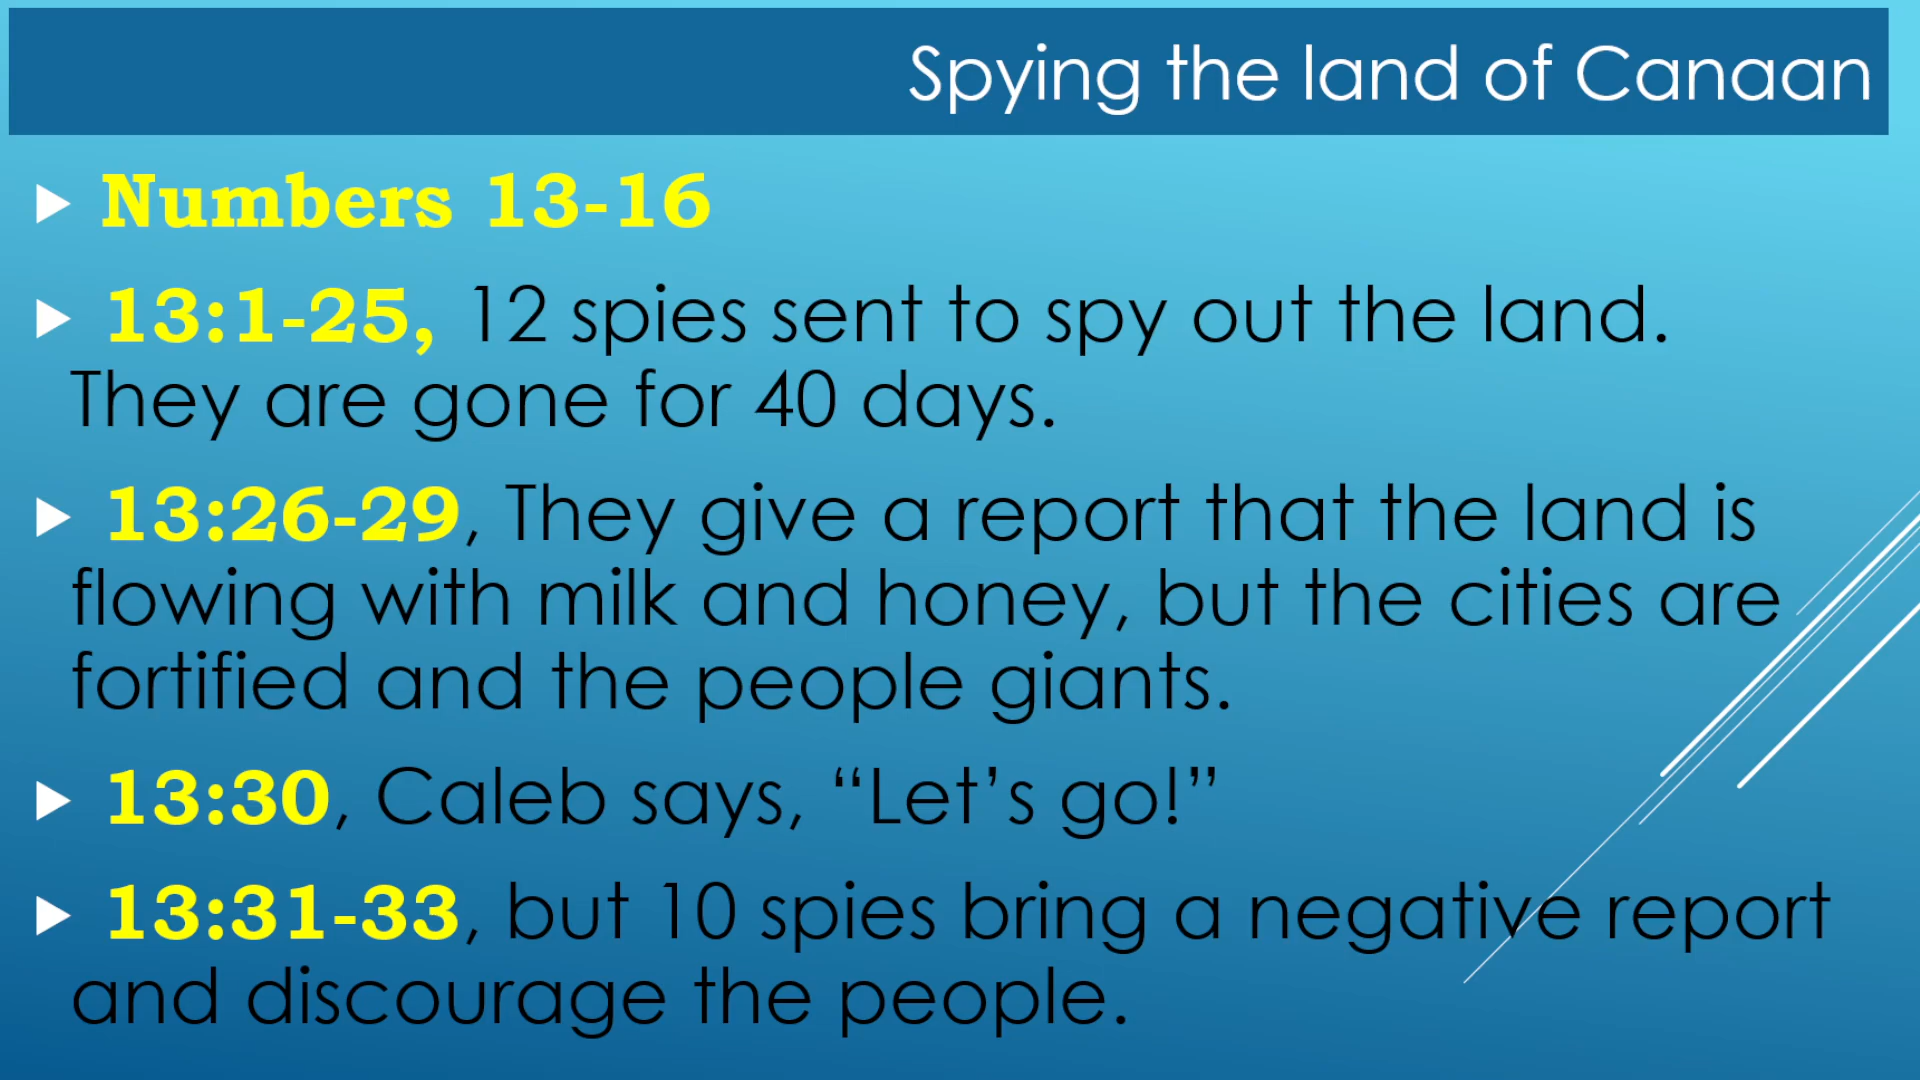 Spying the land of Canaan
Numbers 13-16
13:1-25, 12 spies sent to spy out the land.
They are gone for 40 days.
13:26-29, They give a report that the land is
flowing with milk and honey, but the cities are
fortified and the people giants.
13:30, Caleb says, “Let’s go!”
13:31-33, but 10 spies bring a negative report
and discourage the people.